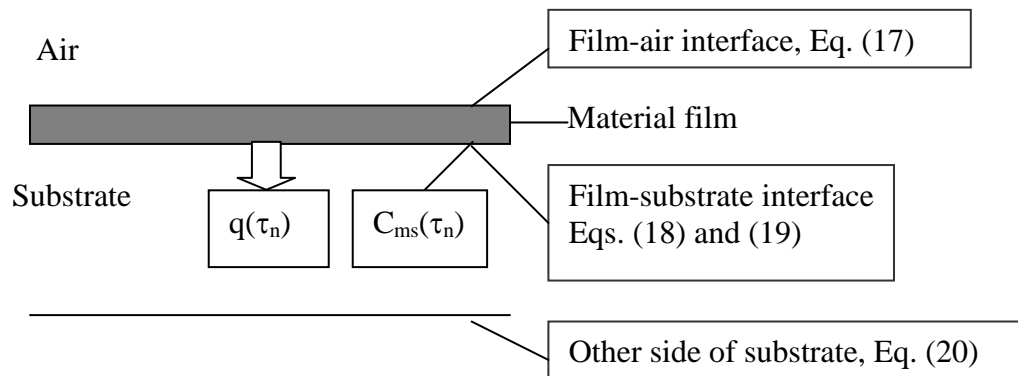 Air
Film-air interface, Eq. (17)
Material film
Substrate
q(τn)
Cms(τn)
Film-substrate interface
Eqs. (18) and (19)
Other side of substrate, Eq. (20)